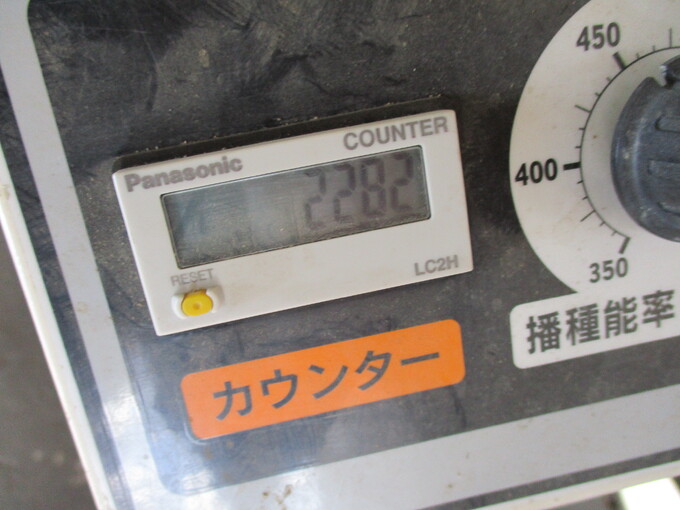 Panasonic
COUNTER
2282
RESET
LC2H
カウンター
450
400
350
播種能率